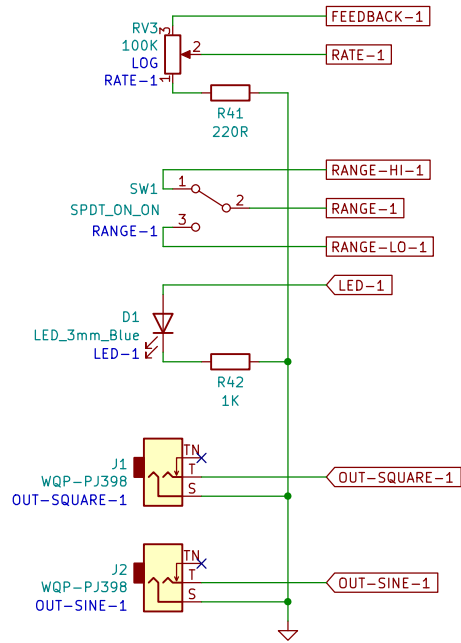 FEEDBACK-1
RV3
100K
LOG
RATE-1
3
2
1
RATE-1
R41
220R
RANGE-HI-1
SW1
SPDT_ON_ON
RANGE-1
1
2
3
RANGE-1
RANGE-LO-1
LED-1
D1
LED_3mm_Blue
LED-1
R42
1K
J1
WQP-PJ398
OUT-SQUARE-1
TN
T
S
OUT-SQUARE-1
J2
WQP-PJ398
OUT-SINE-1
TN
T
S
OUT-SINE-1